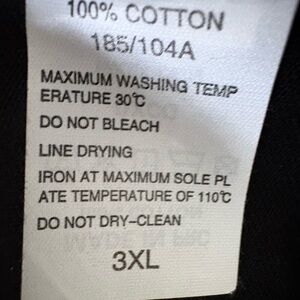 100% COTTON
185/104A
MAXIMUM WASHING TEMP
ERATURE 30℃
DO NOT BLEACH
LINE DRYING
IRON AT MAXIMUM SOLE PL
ATE TEMPERATURE OF 110℃
DO NOT DRY-CLEAN
3XL